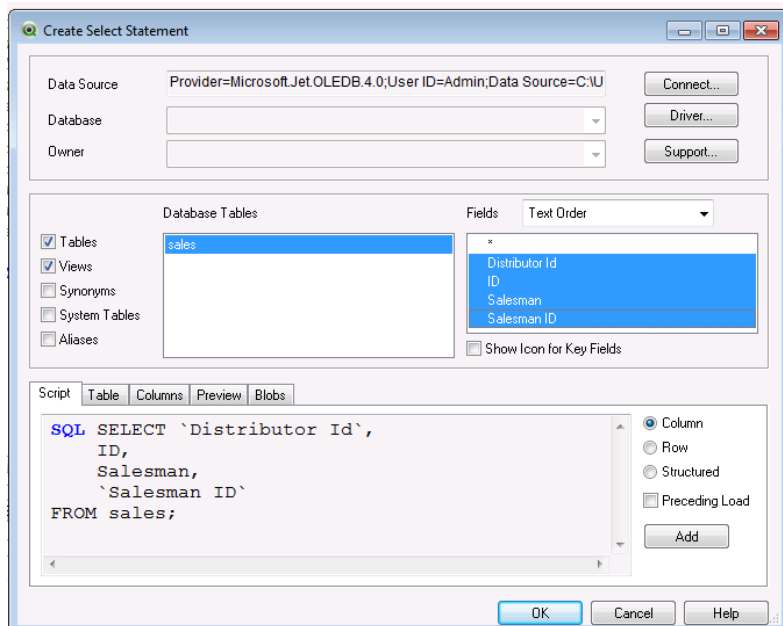 Create Select Statement
Data Source
Provider=Microsoft.Jet.OLEDB.4.0;User ID=Admin;Data Source=C:\U
Connect...
Database
Driver...
Owner
Support...
Database Tables
Fields
Text Order
Tables
Views
Synonyms
System Tables
Aliases
sales
*
Distributor Id
ID
Salesman
Salesman ID
Show Icon for Key Fields
Script
Table
Columns
Preview
Blobs
SQL SELECT `Distributor Id`,
ID,
Salesman,
`Salesman ID`
FROM sales;
Column
Row
Structured
Preceding Load
Add
OK
Cancel
Help